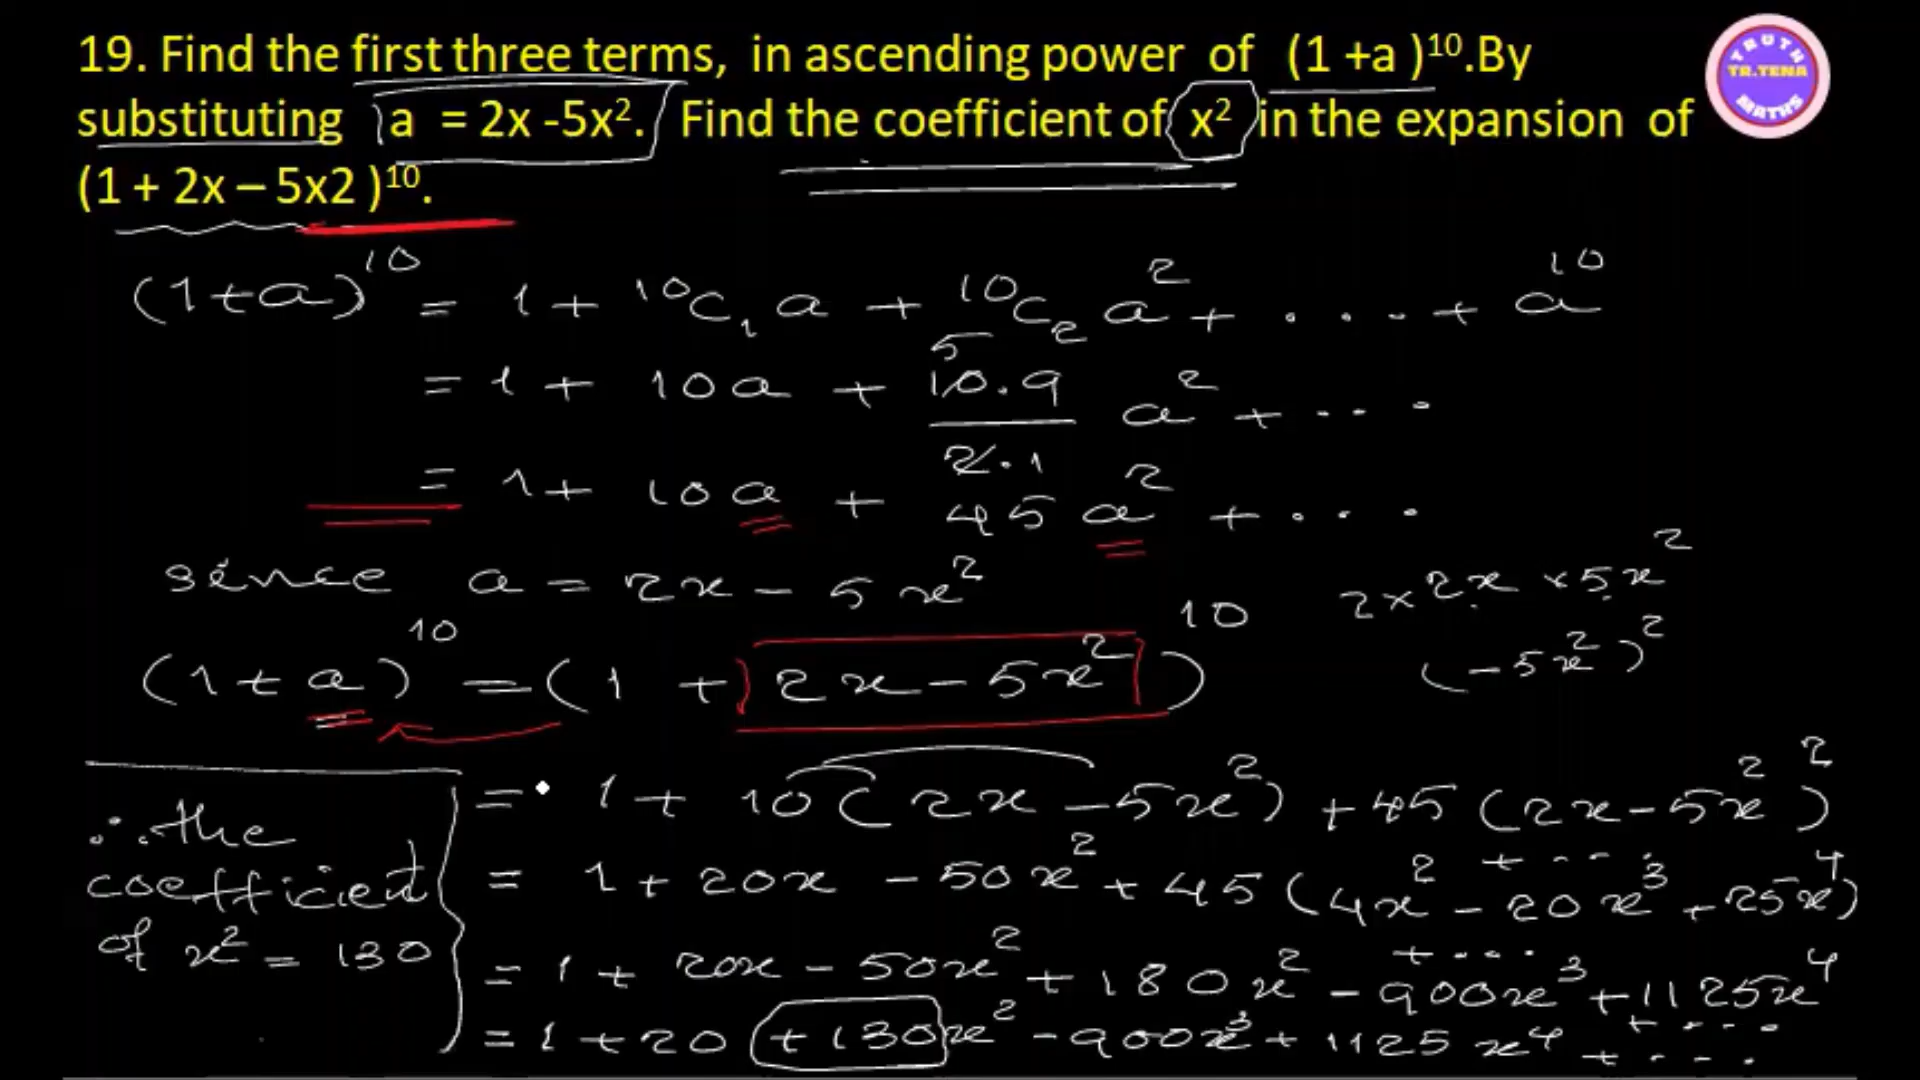 19. Find the first three terms, in ascending power of (1 +a )¹⁰.By
substituting a = 2x -5x². Find the coefficient of x² in the expansion of
(1 + 2x – 5x2 )¹⁰.
TRUTH
TR.TENA
MATHS
(1+a)¹⁰ = 1 + ¹⁰C₁ a + ¹⁰C₂ a² + .... + a¹⁰
= 1 + 10a + 10.9/2.1 a² + ...
5
= 1 + 10a + 45 a² + ...
since a = 2x - 5x²
2 × 2x × 5x²
(1 + a)¹⁰ = (1 + 2x - 5x²)¹⁰
(-5x²)²
= 1 + 10(2x - 5x²) + 45(2x - 5x²)²
+ ...
= 1 + 20x - 50x² + 45(4x² - 20x³ + 25x⁴)
+ ....
= 1 + 20x - 50x² + 180x² - 900x³ + 1125x⁴
+ ....
= 1 + 20 + 130x² - 900x³ + 1125x⁴ + ....
∴ the
coefficient
of x² = 130